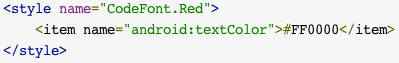 <style name="CodeFont.Red">
    <item name="android:textColor">#FF0000</item>
</style>